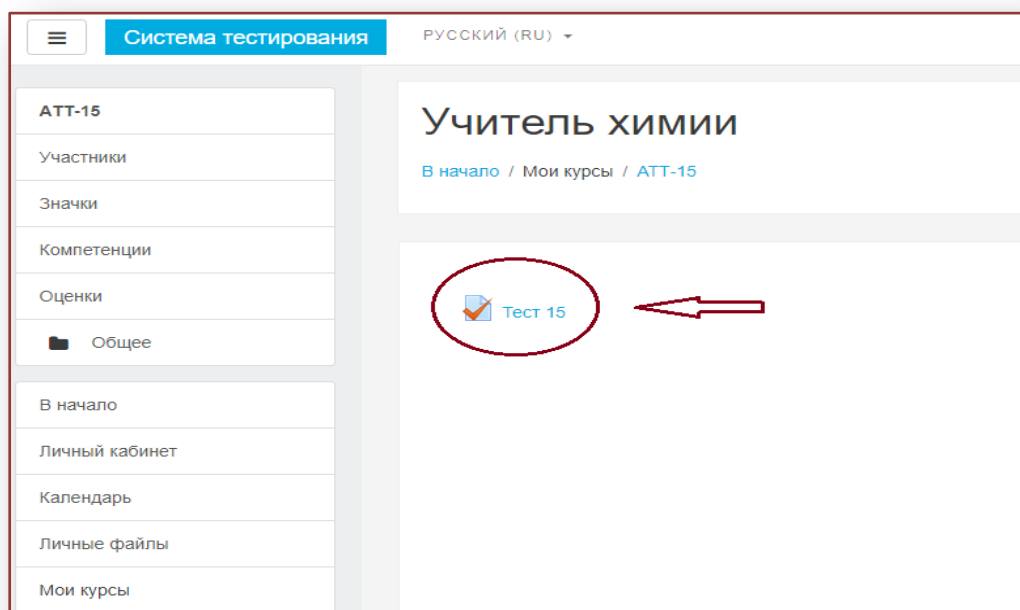 Система тестирования
РУССКИЙ (RU)
АТТ-15
Участники
Значки
Компетенции
Оценки
Общее
В начало
Личный кабинет
Календарь
Личные файлы
Мои курсы
Учитель химии
В начало / Мои курсы / АТТ-15
Тест 15